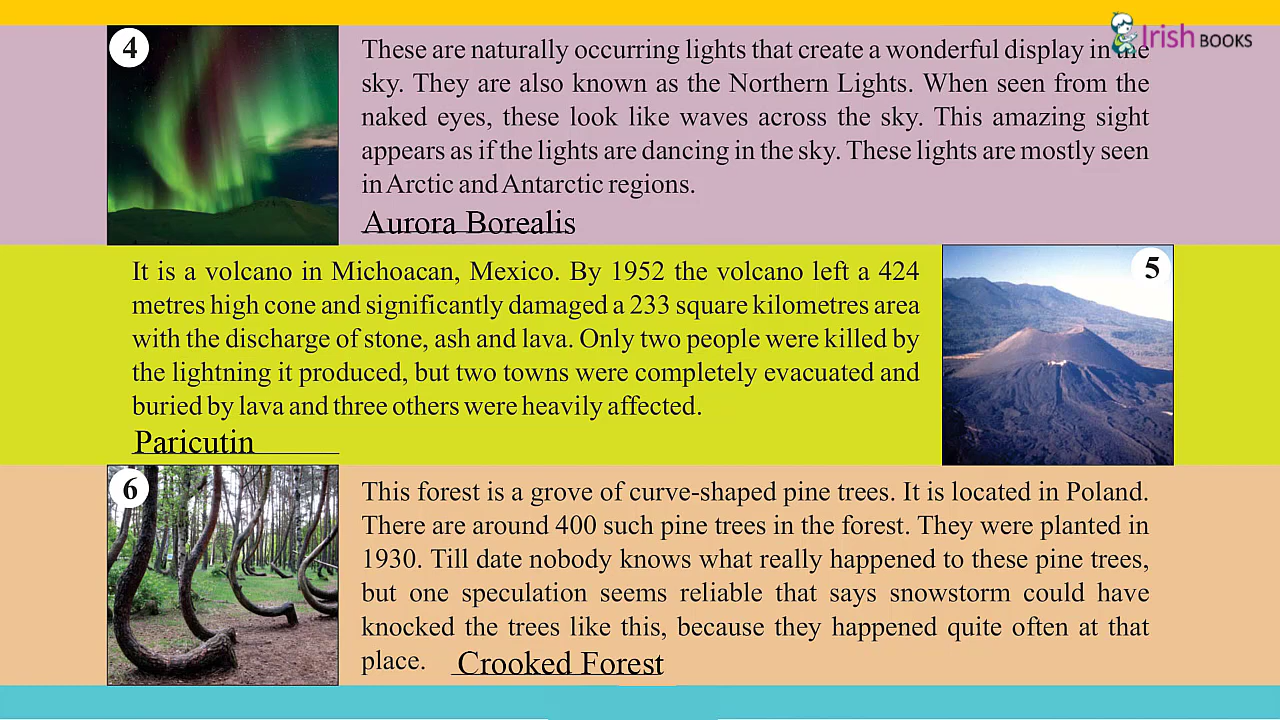 4
Irish BOOKS
These are naturally occurring lights that create a wonderful display in the
sky. They are also known as the Northern Lights. When seen from the
naked eyes, these look like waves across the sky. This amazing sight
appears as if the lights are dancing in the sky. These lights are mostly seen
in Arctic and Antarctic regions.
Aurora Borealis
It is a volcano in Michoacan, Mexico. By 1952 the volcano left a 424
metres high cone and significantly damaged a 233 square kilometres area
with the discharge of stone, ash and lava. Only two people were killed by
the lightning it produced, but two towns were completely evacuated and
buried by lava and three others were heavily affected.
Paricutin
5
6
This forest is a grove of curve-shaped pine trees. It is located in Poland.
There are around 400 such pine trees in the forest. They were planted in
1930. Till date nobody knows what really happened to these pine trees,
but one speculation seems reliable that says snowstorm could have
knocked the trees like this, because they happened quite often at that
place. Crooked Forest